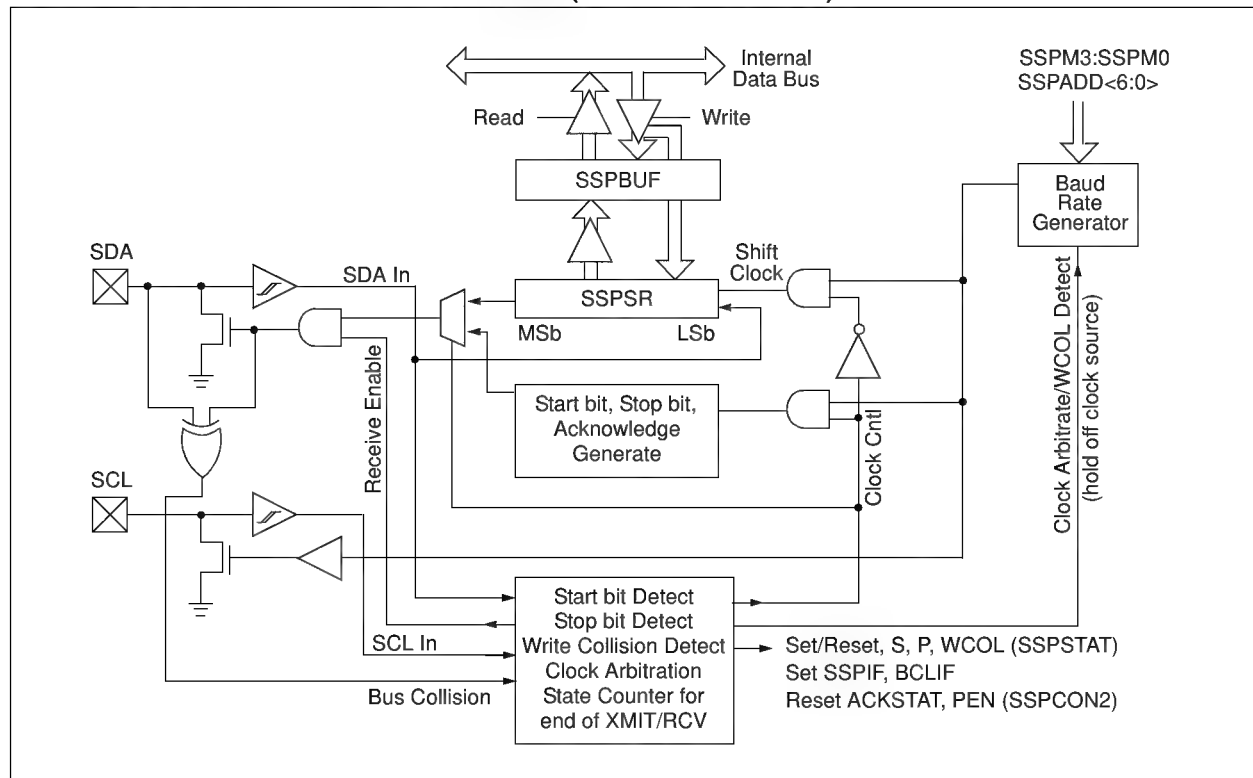 Internal
Data Bus
SSPM3:SSPM0
SSPADD<6:0>
Read
Write
SSPBUF
Baud
Rate
Generator
SDA
SDA In
Shift
Clock
SSPSR
MSb
LSb
Receive Enable
Start bit, Stop bit,
Acknowledge
Generate
Clock Cntl
Clock Arbitrate/WCOL Detect
(hold off clock source)
SCL
SCL In
Bus Collision
Start bit Detect
Stop bit Detect
Write Collision Detect
Clock Arbitration
State Counter for
end of XMIT/RCV
Set/Reset, S, P, WCOL (SSPSTAT)
Set SSPIF, BCLIF
Reset ACKSTAT, PEN (SSPCON2)